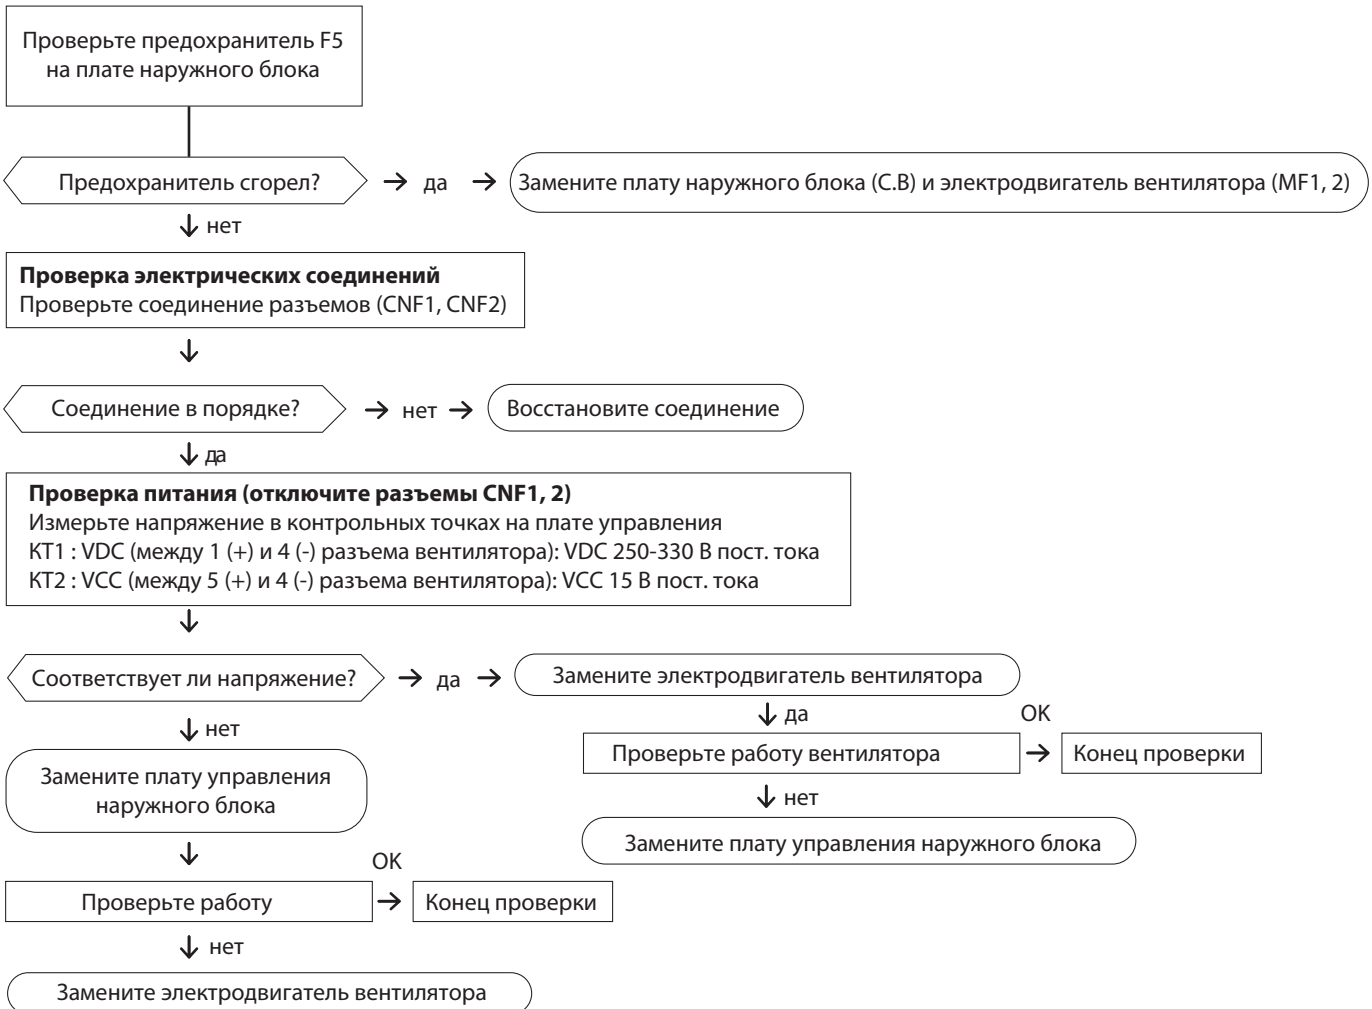 Проверьте предохранитель F5
на плате наружного блока
Предохранитель сгорел?
да
Замените плату наружного блока (C.B) и электродвигатель вентилятора (MF1, 2)
нет
Проверка электрических соединений
Проверьте соединение разъемов (CNF1, CNF2)
Соединение в порядке?
нет
Восстановите соединение
да
Проверка питания (отключите разъемы CNF1, 2)
Измерьте напряжение в контрольных точках на плате управления
КТ1 : VDC (между 1 (+) и 4 (-) разъема вентилятора): VDC 250-330 В пост. тока
КТ2 : VCC (между 5 (+) и 4 (-) разъема вентилятора): VCC 15 В пост. тока
Соответствует ли напряжение?
да
Замените электродвигатель вентилятора
да
OK
Проверьте работу вентилятора
Конец проверки
нет
Замените плату управления наружного блока
нет
Замените плату управления
наружного блока
OK
Проверьте работу
Конец проверки
нет
Замените электродвигатель вентилятора